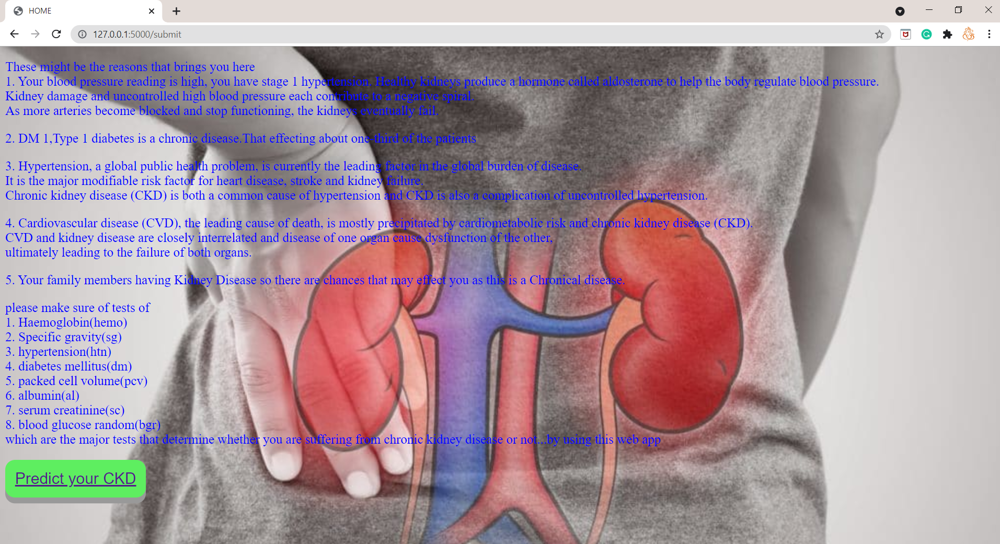 HOME
127.0.0.1:5000/submit
These might be the reasons that brings you here
1. Your blood pressure reading is high, you have stage 1 hypertension. Healthy kidneys produce a hormone called aldosterone to help the body regulate blood pressure.
Kidney damage and uncontrolled high blood pressure each contribute to a negative spiral.
As more arteries become blocked and stop functioning, the kidneys eventually fail.
2. DM 1,Type 1 diabetes is a chronic disease.That effecting about one-third of the patients
3. Hypertension, a global public health problem, is currently the leading factor in the global burden of disease.
It is the major modifiable risk factor for heart disease, stroke and kidney failure.
Chronic kidney disease (CKD) is both a common cause of hypertension and CKD is also a complication of uncontrolled hypertension.
4. Cardiovascular disease (CVD), the leading cause of death, is mostly precipitated by cardiometabolic risk and chronic kidney disease (CKD).
CVD and kidney disease are closely interrelated and disease of one organ cause dysfunction of the other,
ultimately leading to the failure of both organs.
5. Your family members having Kidney Disease so there are chances that may effect you as this is a Chronical disease.
please make sure of tests of
1. Haemoglobin(hemo)
2. Specific gravity(sg)
3. hypertension(htn)
4. diabetes mellitus(dm)
5. packed cell volume(pcv)
6. albumin(al)
7. serum creatinine(sc)
8. blood glucose random(bgr)
which are the major tests that determine whether you are suffering from chronic kidney disease or not...by using this web app
Predict your CKD